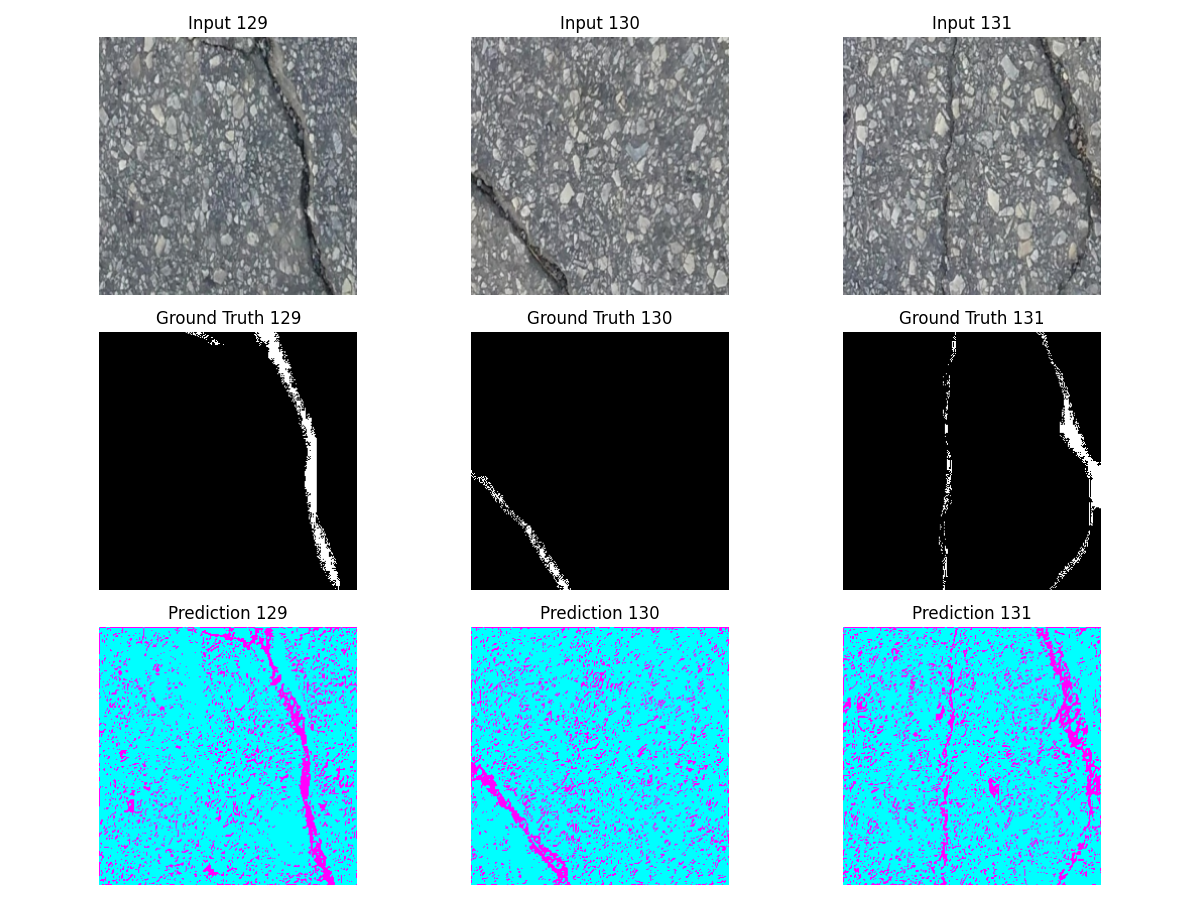 Input 129
Input 130
Input 131
Ground Truth 129
Ground Truth 130
Ground Truth 131
Prediction 129
Prediction 130
Prediction 131